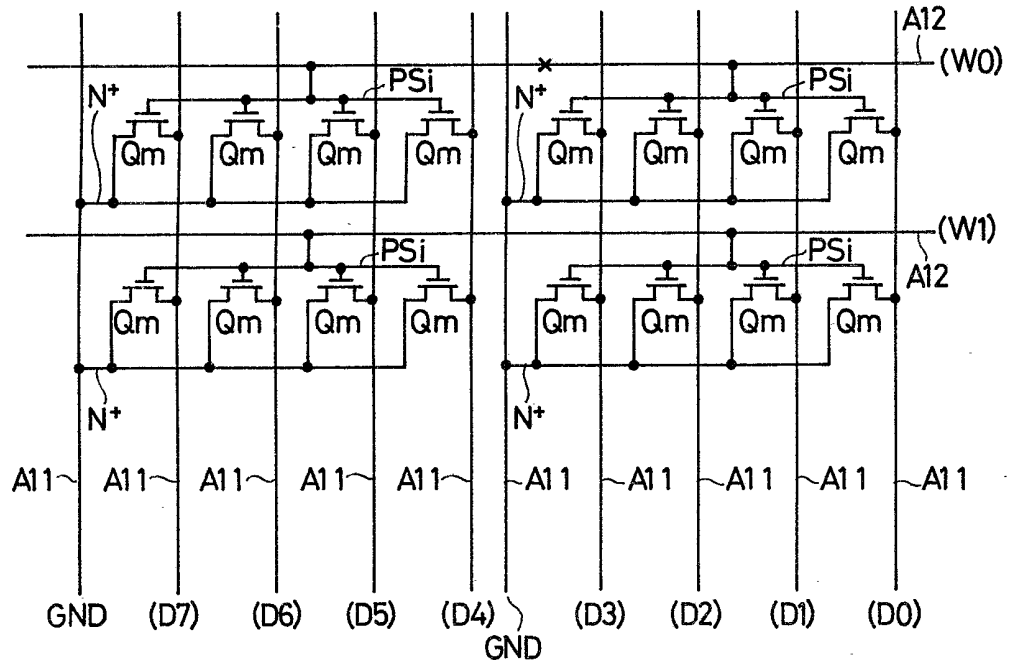 A12
(W0)
PSi
PSi
N+
N+
Qm Qm Qm Qm Qm Qm Qm Qm
(W1)
PSi
PSi
A12
Qm Qm Qm Qm Qm Qm Qm Qm
N+
N+
A11 A11 A11 A11 A11 A11 A11 A11 A11 A11
GND (D7) (D6) (D5) (D4) (D3) (D2) (D1) (D0)
GND